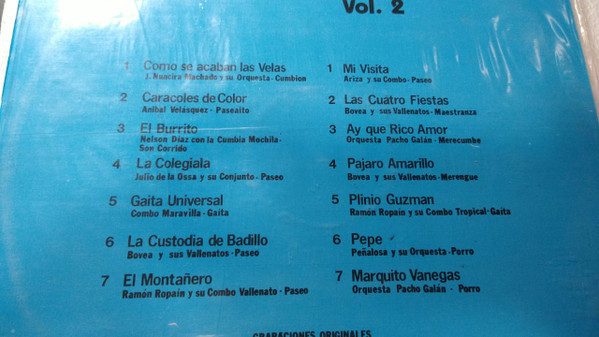 Vol. 2
1 Como se acaban las Velas
J. Nuncira Machado y su Orquesta - Cumbion
2 Caracoles de Color
Anibal Velásquez - Paseaito
3 El Burrito
Nelson Díaz con la Cumbia Mochila -
Son Corrido
4 La Colegiala
Julio de la Ossa y su Conjunto - Paseo
5 Gaita Universal
Combo Maravilla - Gaita
6 La Custodia de Badillo
Bovea y sus Vallenatos - Paseo
7 El Montañero
Ramón Ropaín y su Combo Vallenato - Paseo
1 Mi Visita
Ariza y su Combo - Paseo
2 Las Cuatro Fiestas
Bovea y sus Vallenatos - Maestranza
3 Ay que Rico Amor
Orquesta Pacho Galán - Merecumbe
4 Pajaro Amarillo
Bovea y sus Vallenatos - Merengue
5 Plinio Guzman
Ramón Ropaín y su Combo Tropical - Gaita
6 Pepe
Peñalosa y su Orquesta - Porro
7 Marquito Vanegas
Orquesta Pacho Galán - Porro
GRABACIONES ORIGINALES